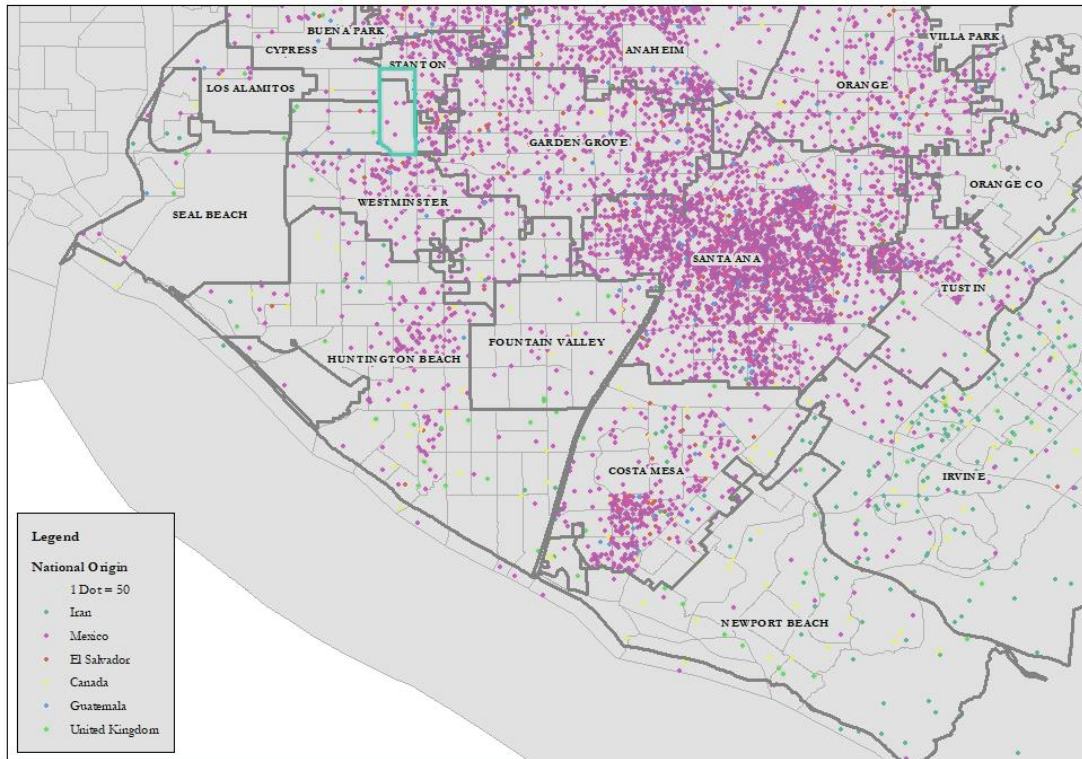 BUENA PARK
VILLA PARK
CYPRESS
ANAHEIM
STANTON
LOS ALAMITOS
ORANGE
GARDEN GROVE
ORANGE CO
WESTMINSTER
SEAL BEACH
SANTA ANA
TUSTIN
FOUNTAIN VALLEY
HUNTINGTON BEACH
COSTA MESA
IRVINE
NEWPORT BEACH
Legend
National Origin
1 Dot = 50
Iran
Mexico
El Salvador
Canada
Guatemala
United Kingdom